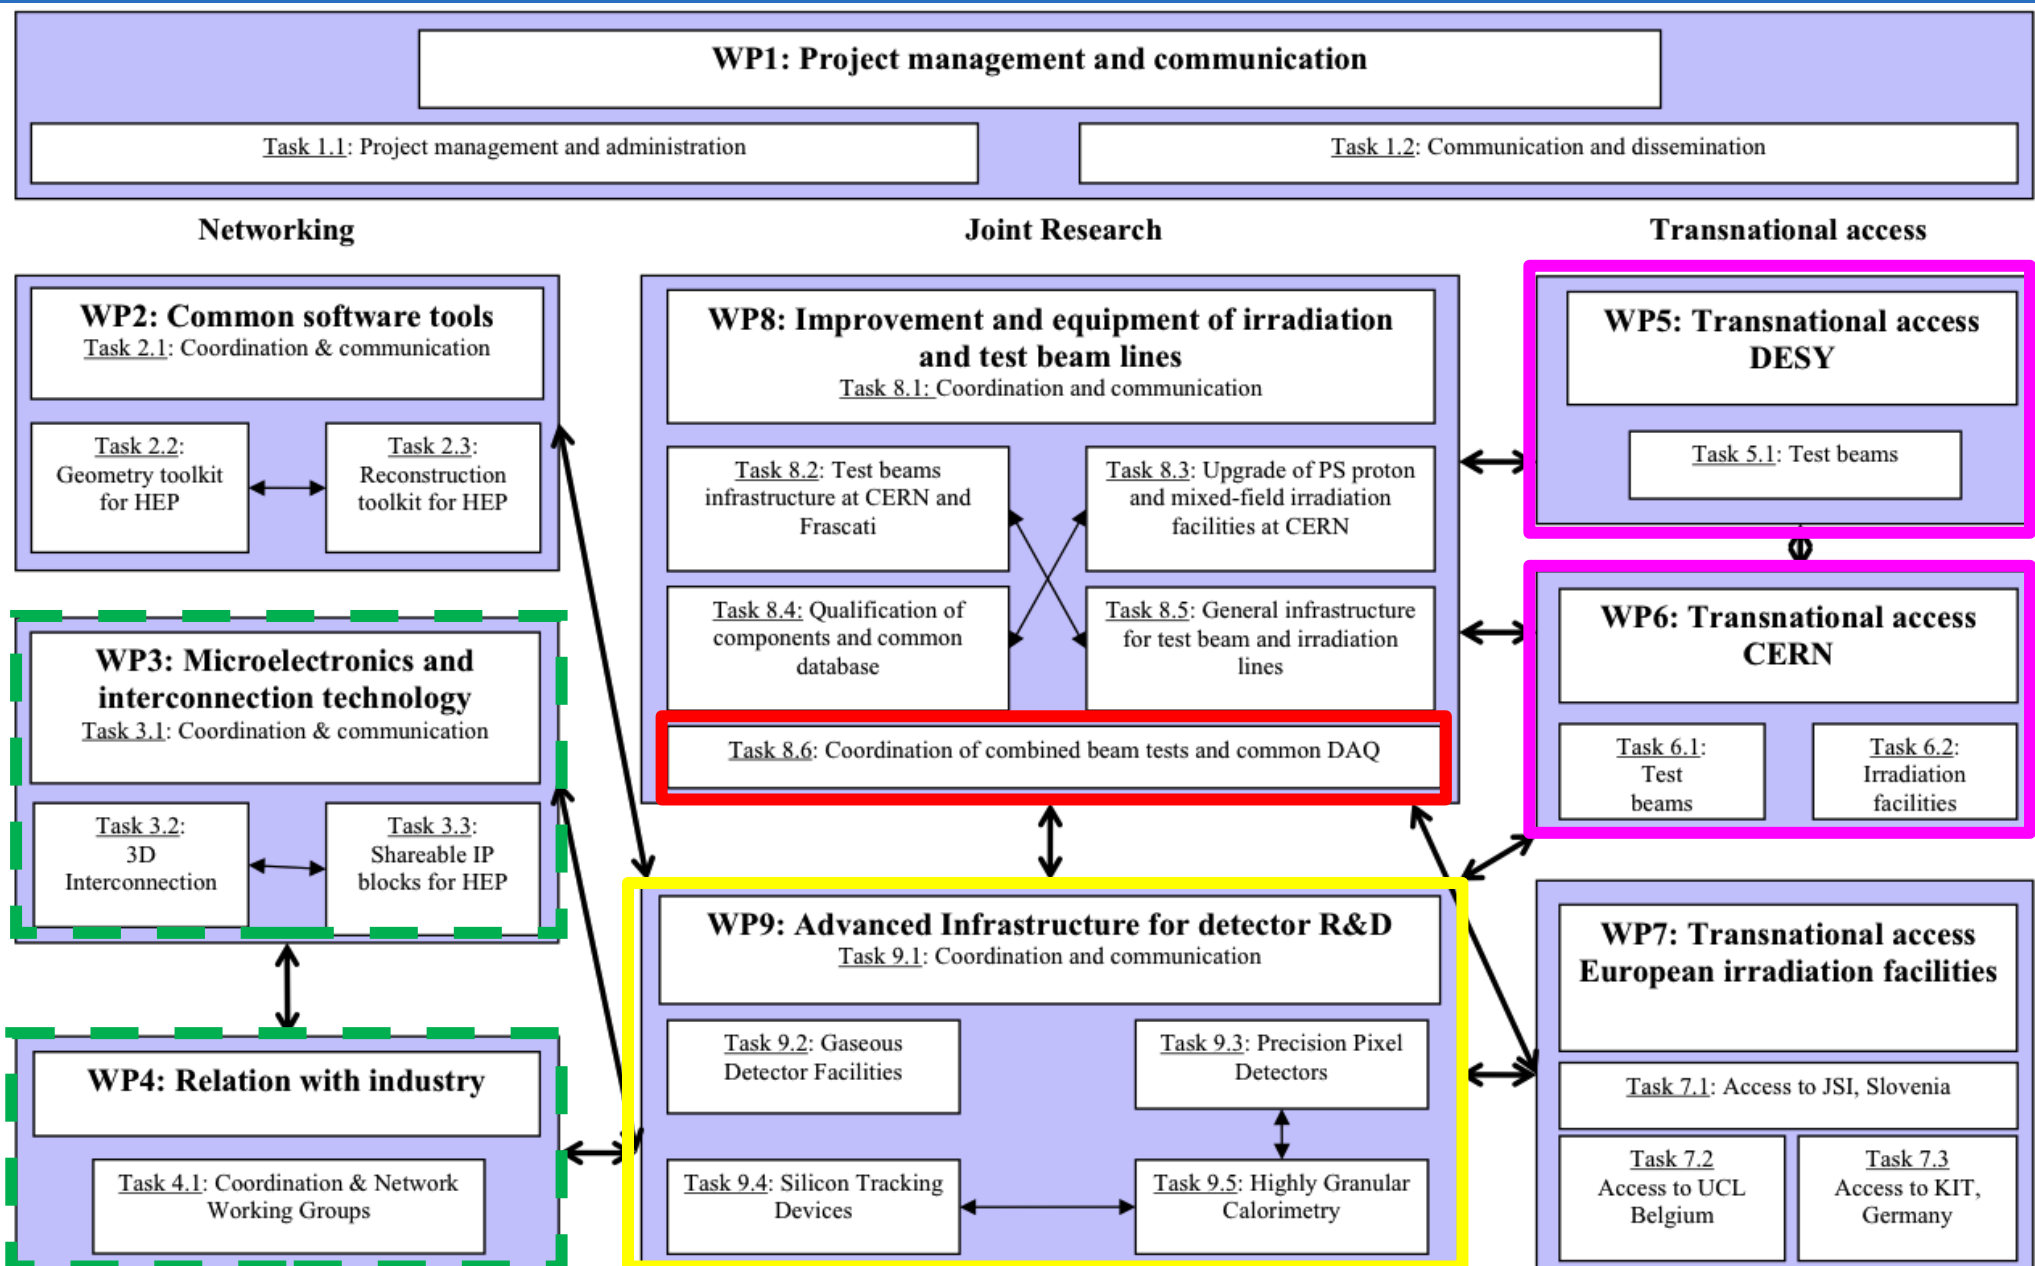 WP1: Project management and communication
Task 1.1: Project management and administration
Task 1.2: Communication and dissemination
Networking
Joint Research
Transnational access
WP2: Common software tools
Task 2.1: Coordination & communication
Task 2.2:
Geometry toolkit
for HEP
Task 2.3:
Reconstruction
toolkit for HEP
WP3: Microelectronics and
interconnection technology
Task 3.1: Coordination & communication
Task 3.2:
3D
Interconnection
Task 3.3:
Shareable IP
blocks for HEP
WP4: Relation with industry
Task 4.1: Coordination & Network
Working Groups
WP8: Improvement and equipment of irradiation
and test beam lines
Task 8.1: Coordination and communication
Task 8.2: Test beams
infrastructure at CERN and
Frascati
Task 8.3: Upgrade of PS proton
and mixed-field irradiation
facilities at CERN
Task 8.4: Qualification of
components and common
database
Task 8.5: General infrastructure
for test beam and irradiation
lines
Task 8.6: Coordination of combined beam tests and common DAQ
WP9: Advanced Infrastructure for detector R&D
Task 9.1: Coordination and communication
Task 9.2: Gaseous
Detector Facilities
Task 9.3: Precision Pixel
Detectors
Task 9.4: Silicon Tracking
Devices
Task 9.5: Highly Granular
Calorimetry
WP5: Transnational access
DESY
Task 5.1: Test beams
WP6: Transnational access
CERN
Task 6.1:
Test
beams
Task 6.2:
Irradiation
facilities
WP7: Transnational access
European irradiation facilities
Task 7.1: Access to JSI, Slovenia
Task 7.2
Access to UCL
Belgium
Task 7.3
Access to KIT,
Germany